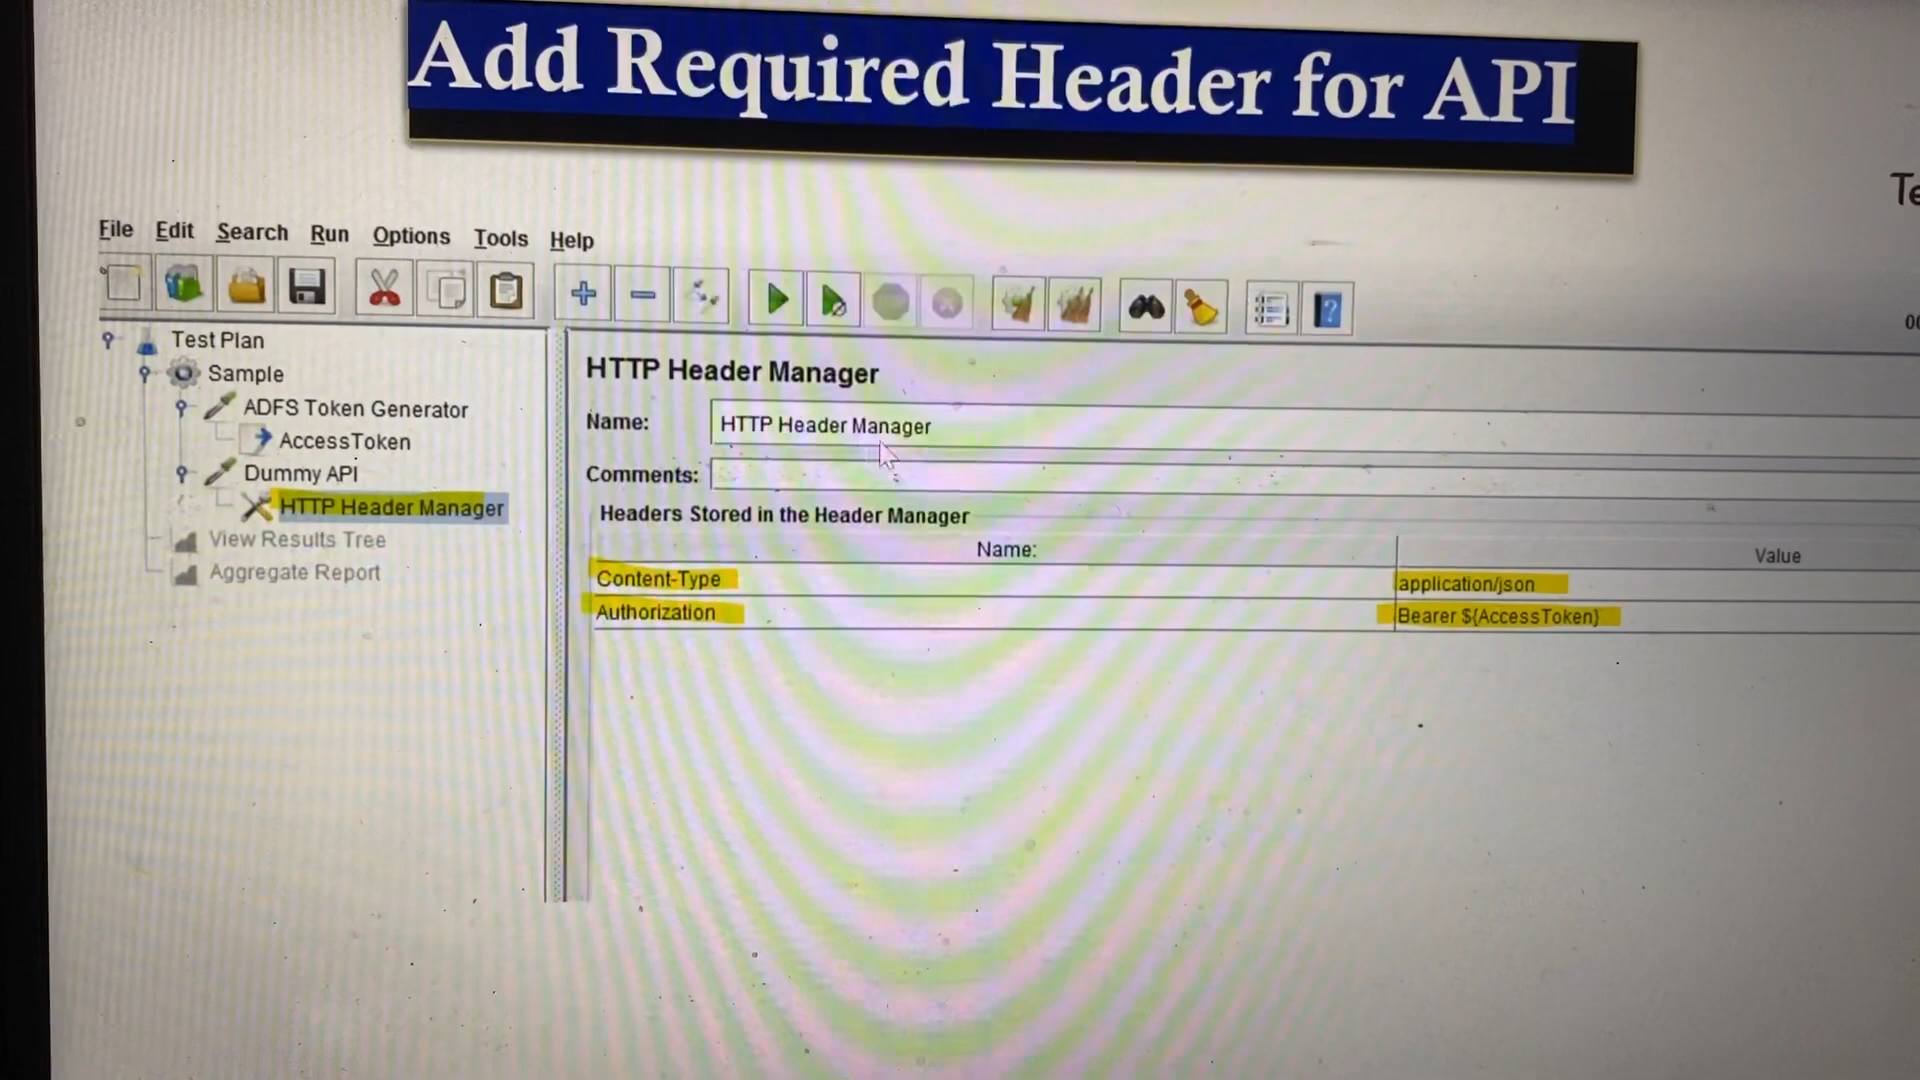 Add Required Header for API
File Edit Search Run Options Tools Help
Test Plan
Sample
ADFS Token Generator
AccessToken
Dummy API
HTTP Header Manager
View Results Tree
Aggregate Report
HTTP Header Manager
Name: HTTP Header Manager
Comments:
Headers Stored in the Header Manager
Name: Value
Content-Type application/json
Authorization Bearer ${AccessToken}